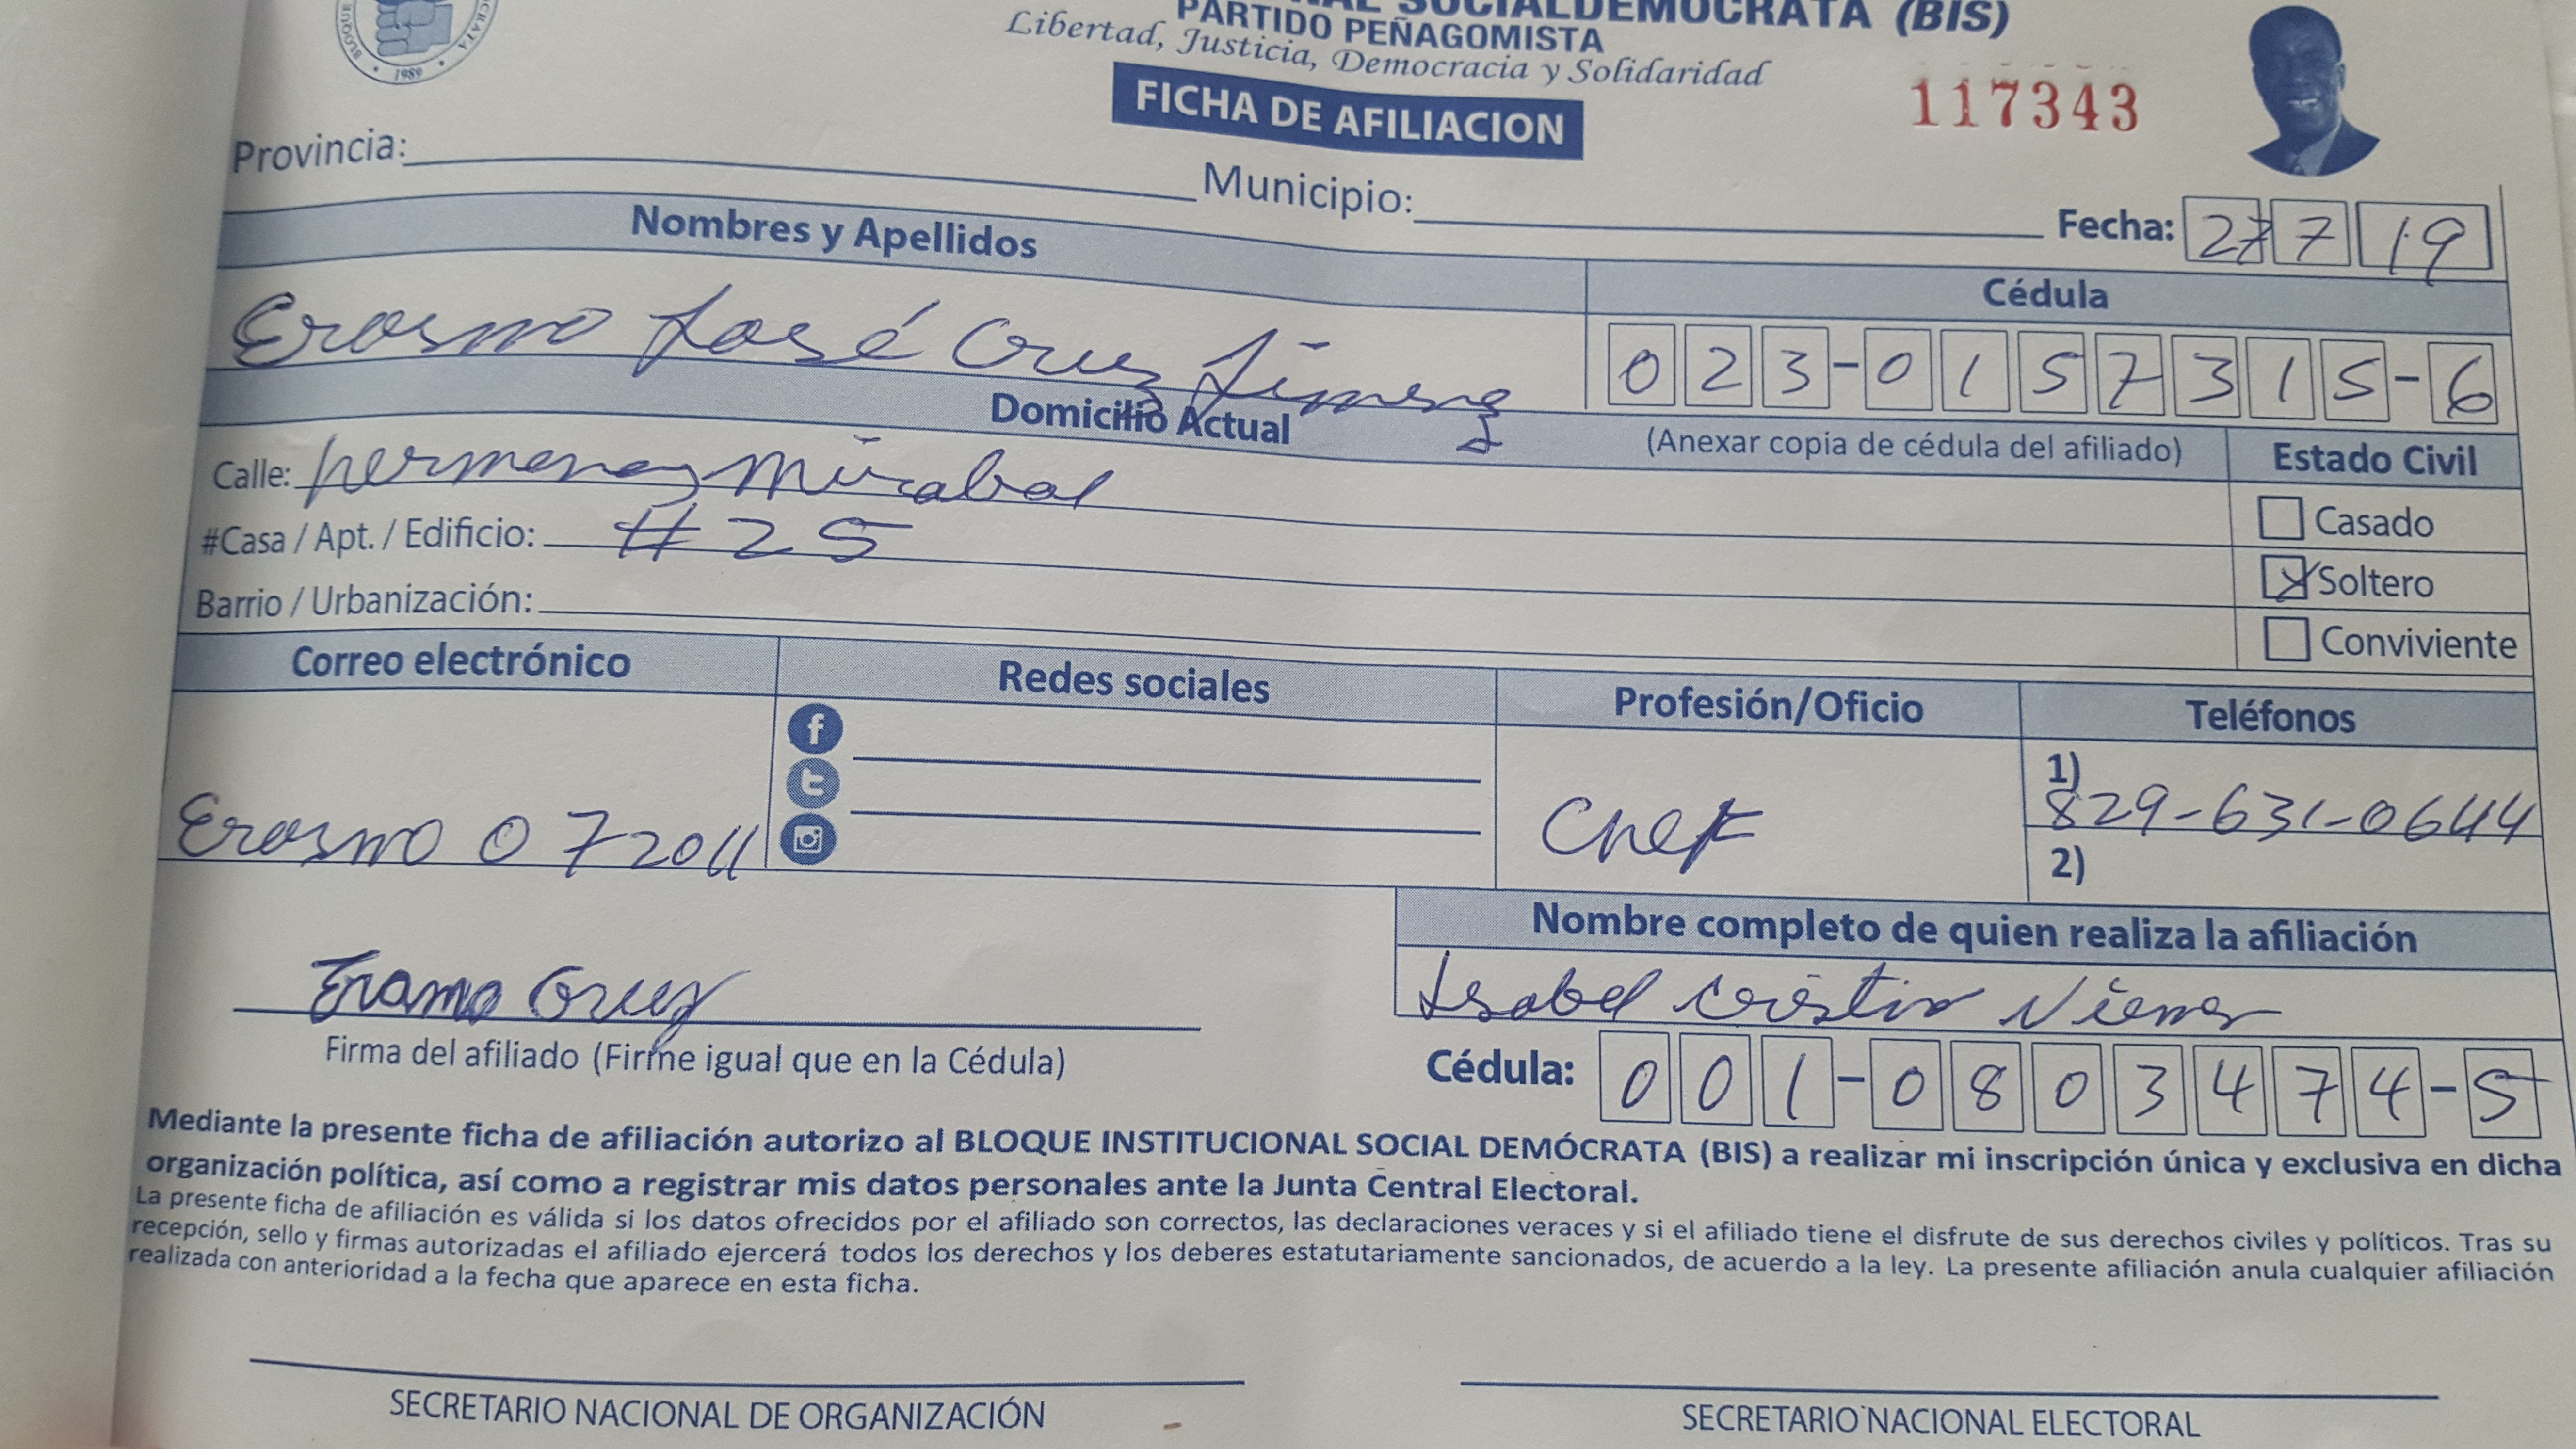 SOCIALDEMOCRATA (BIS)
PARTIDO PEÑAGOMISTA
Libertad, Justicia, Democracia y Solidaridad
1989
FICHA DE AFILIACION
117343
Provincia:
Municipio:
Fecha: 27 7 19
Nombres y Apellidos
Cédula
Erasmo José Cruz Jimenez
023-0157315-6
Domicilio Actual
(Anexar copia de cédula del afiliado)
Estado Civil
Calle: hermanas mirabal
Casado
#Casa / Apt. / Edificio: #25
Soltero
Barrio / Urbanización:
Conviviente
Correo electrónico
Redes sociales
Profesión/Oficio
Teléfonos
Erasmo 072011
Chef
1) 829-631-0644
2)
Nombre completo de quien realiza la afiliación
Isabel Cristin
Cruz
Firma del afiliado (Firme igual que en la Cédula)
Cédula: 001-0803474-5
Mediante la presente ficha de afiliación autorizo al BLOQUE INSTITUCIONAL SOCIAL DEMÓCRATA (BIS) a realizar mi inscripción única y exclusiva en dicha
organización política, así como a registrar mis datos personales ante la Junta Central Electoral.
La presente ficha de afiliación es válida si los datos ofrecidos por el afiliado son correctos, las declaraciones veraces y si el afiliado tiene el disfrute de sus derechos civiles y políticos. Tras su
recepción, sello y firmas autorizadas el afiliado ejercerá todos los derechos y los deberes estatutariamente sancionados, de acuerdo a la ley. La presente afiliación anula cualquier afiliación
realizada con anterioridad a la fecha que aparece en esta ficha.
SECRETARIO NACIONAL DE ORGANIZACIÓN
SECRETARIO NACIONAL ELECTORAL